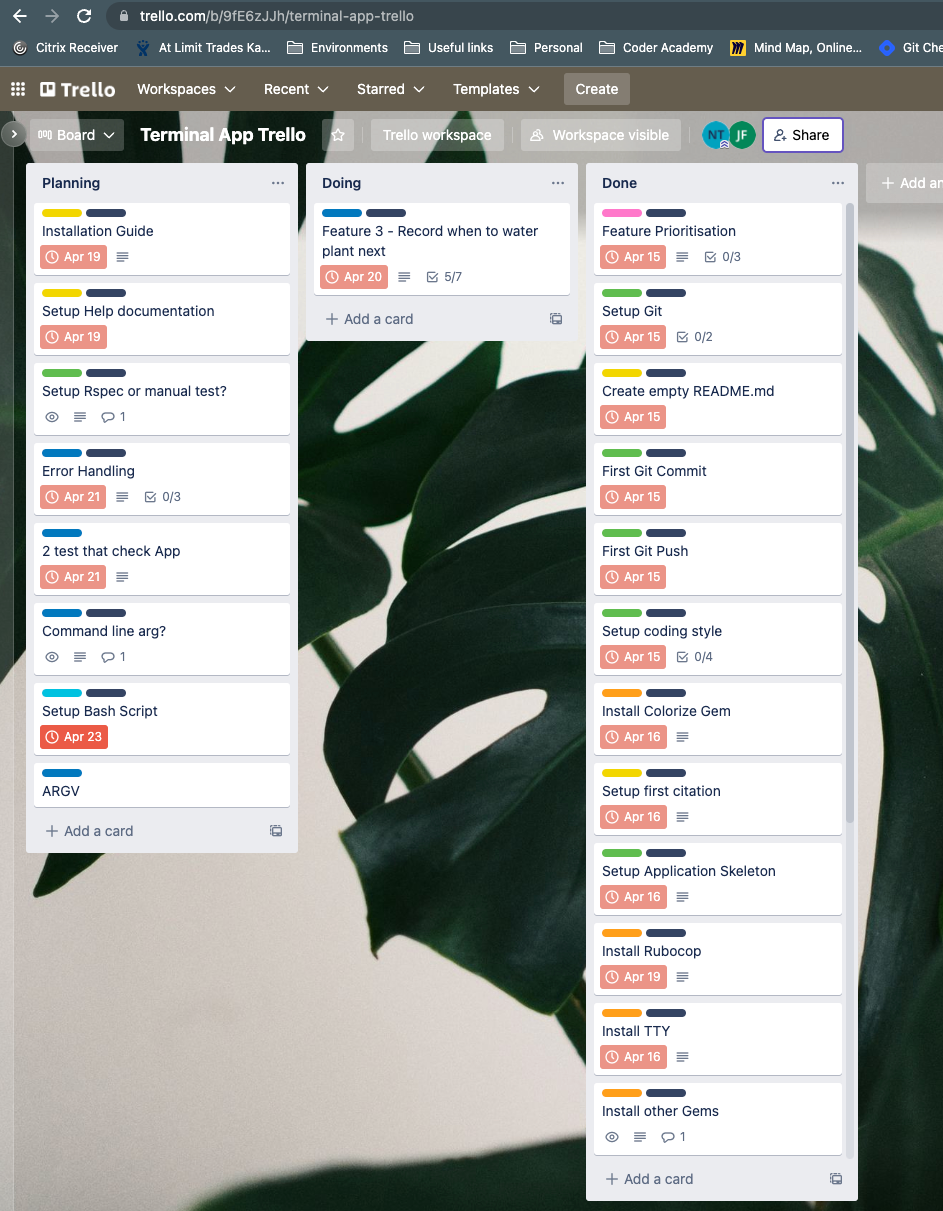 trello.com/b/9fE6zJJh/terminal-app-trello
Citrix Receiver
At Limit Trades Ka...
Environments
Useful links
Personal
Coder Academy
Mind Map, Online...
Git Che
Trello
Workspaces
Recent
Starred
Templates
Create
Board
Terminal App Trello
Trello workspace
Workspace visible
NT
JF
Share
Planning
Installation Guide
Apr 19
Setup Help documentation
Apr 19
Setup Rspec or manual test?
1
Error Handling
Apr 21
0/3
2 test that check App
Apr 21
Command line arg?
1
Setup Bash Script
Apr 23
ARGV
+ Add a card
Doing
Feature 3 - Record when to water
plant next
Apr 20
5/7
+ Add a card
Done
Feature Prioritisation
Apr 15
0/3
Setup Git
Apr 15
0/2
Create empty README.md
Apr 15
First Git Commit
Apr 15
First Git Push
Apr 15
Setup coding style
Apr 15
0/4
Install Colorize Gem
Apr 16
Setup first citation
Apr 16
Setup Application Skeleton
Apr 16
Install Rubocop
Apr 19
Install TTY
Apr 16
Install other Gems
1
+ Add a card
+ Add an